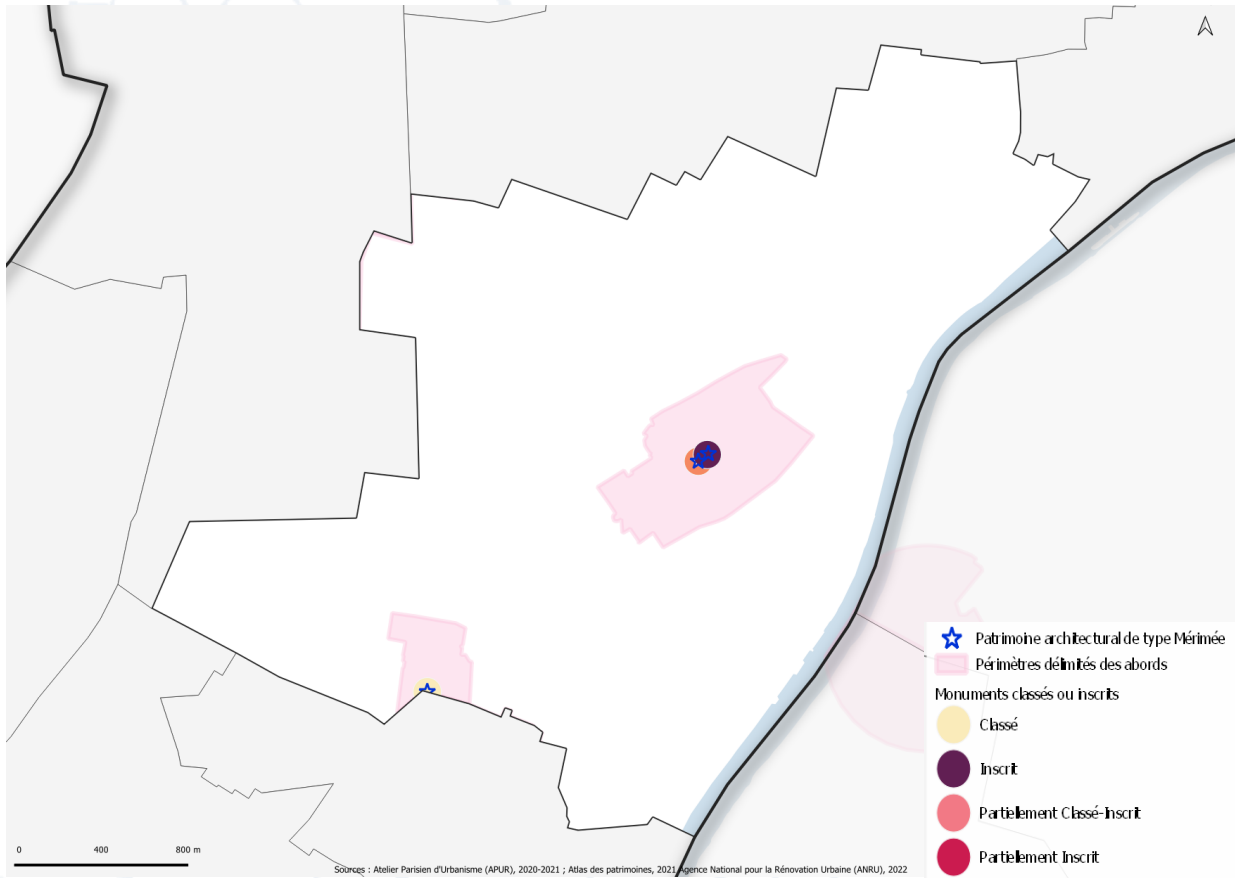 Patrimoine architectural de type Mérimée
Périmètres délimités des abords
Monuments classés ou inscrits
Classé
Inscrit
Partiellement Classé-Inscrit
Partiellement Inscrit
0 400 800 m
Sources : Atelier Parisien d'Urbanisme (APUR), 2020-2021 ; Atlas des patrimoines, 2021 Agence National pour la Rénovation Urbaine (ANRU), 2022